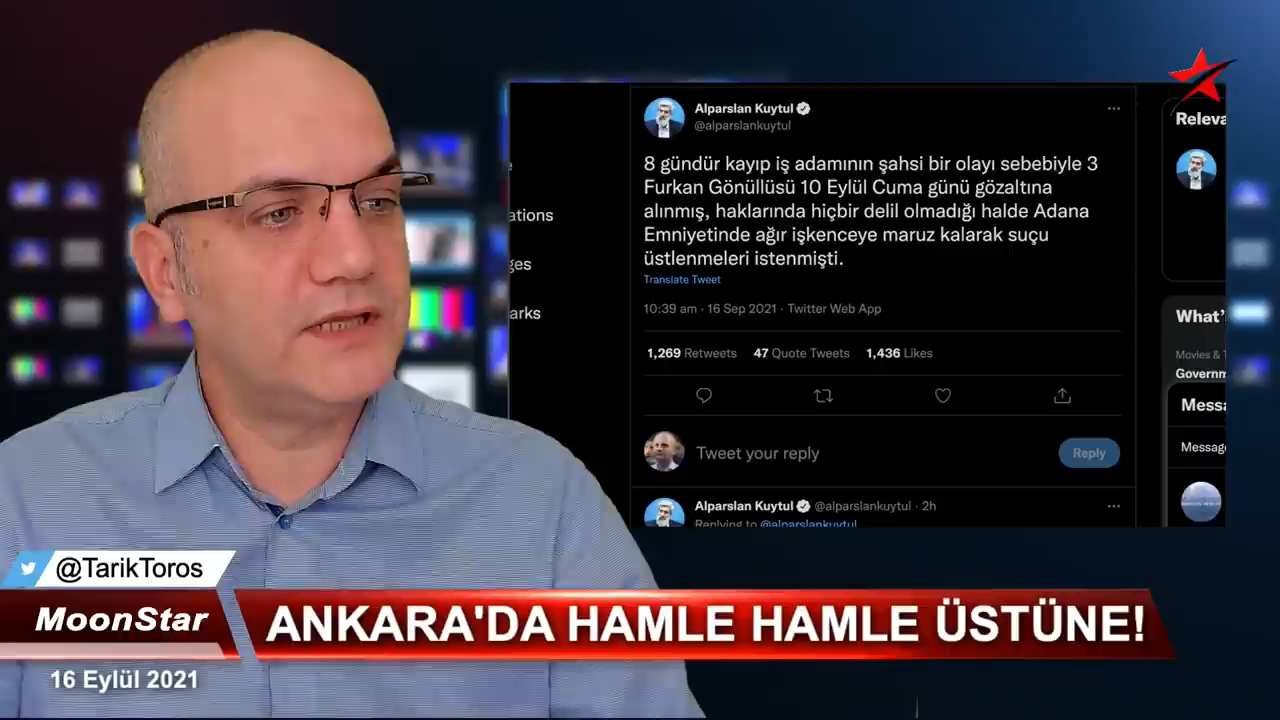 Alparslan Kuytul
@alparslankuytul
8 gündür kayıp iş adamının şahsi bir olayı sebebiyle 3
Furkan Gönüllüsü 10 Eylül Cuma günü gözaltına
alınmış, haklarında hiçbir delil olmadığı halde Adana
Emniyetinde ağır işkenceye maruz kalarak suçu
üstlenmeleri istenmişti.
Translate Tweet
10:39 am · 16 Sep 2021 · Twitter Web App
1,269 Retweets 47 Quote Tweets 1,436 Likes
Tweet your reply
Reply
Alparslan Kuytul @alparslankuytul · 2h
Replying to @alparslankuytul
ations
ges
arks
Releva
What'
Movies & T
Governm
Messa
Message
@TarikToros
MoonStar
ANKARA'DA HAMLE HAMLE ÜSTÜNE!
16 Eylül 2021